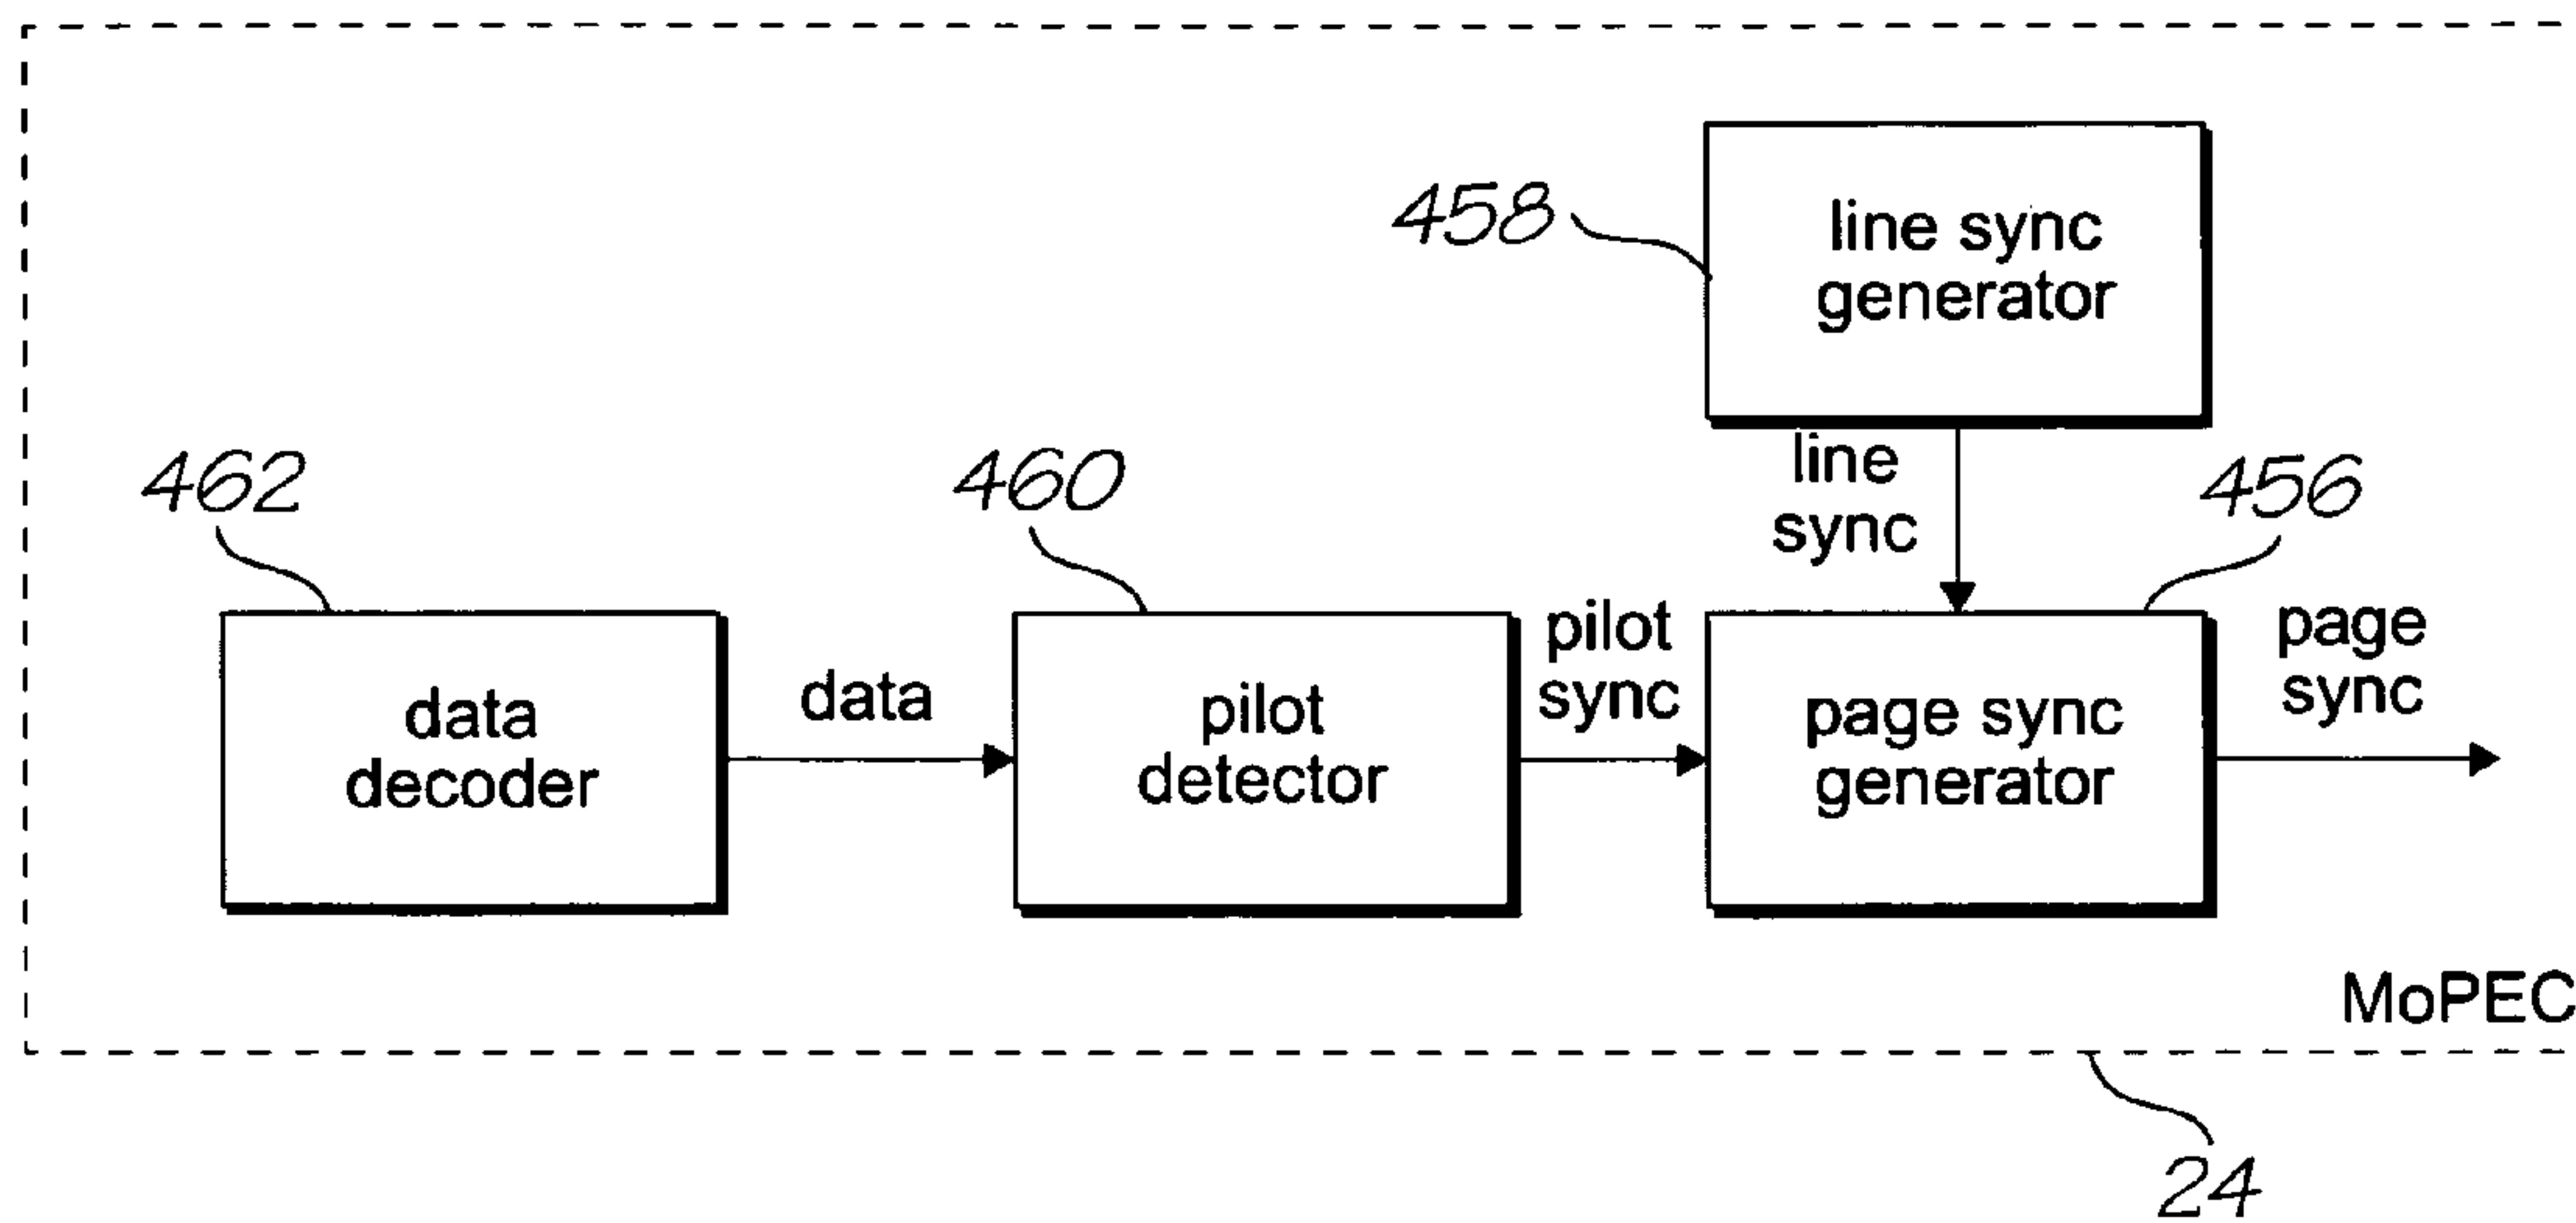 458
line sync
generator
line
sync
462
460
456
data
decoder
data
pilot
detector
pilot
sync
page sync
generator
page
sync
MoPEC
24